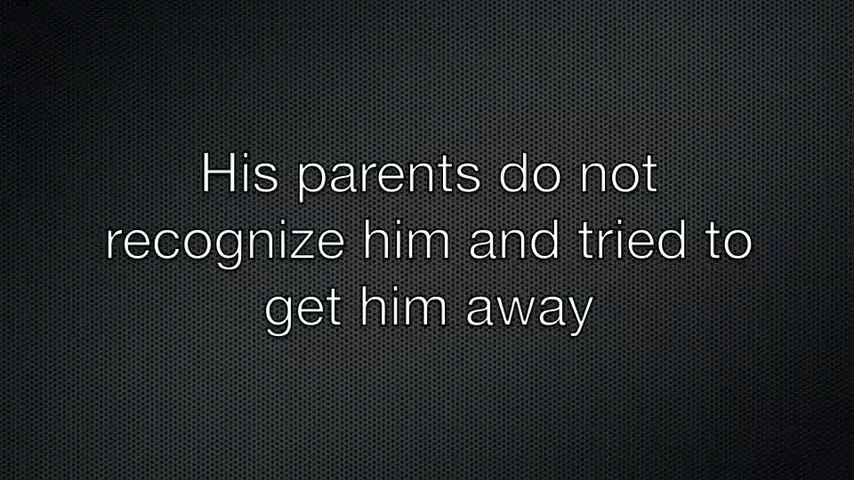 His parents do not
recognize him and tried to
get him away